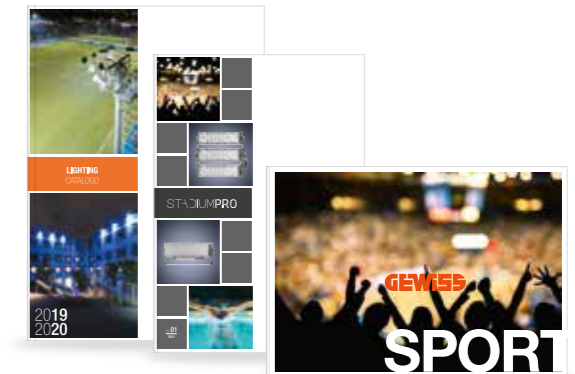 LIGHTING
CATALOGO
2019
2020
STADIUMPRO
01
GEWISS
SPORT